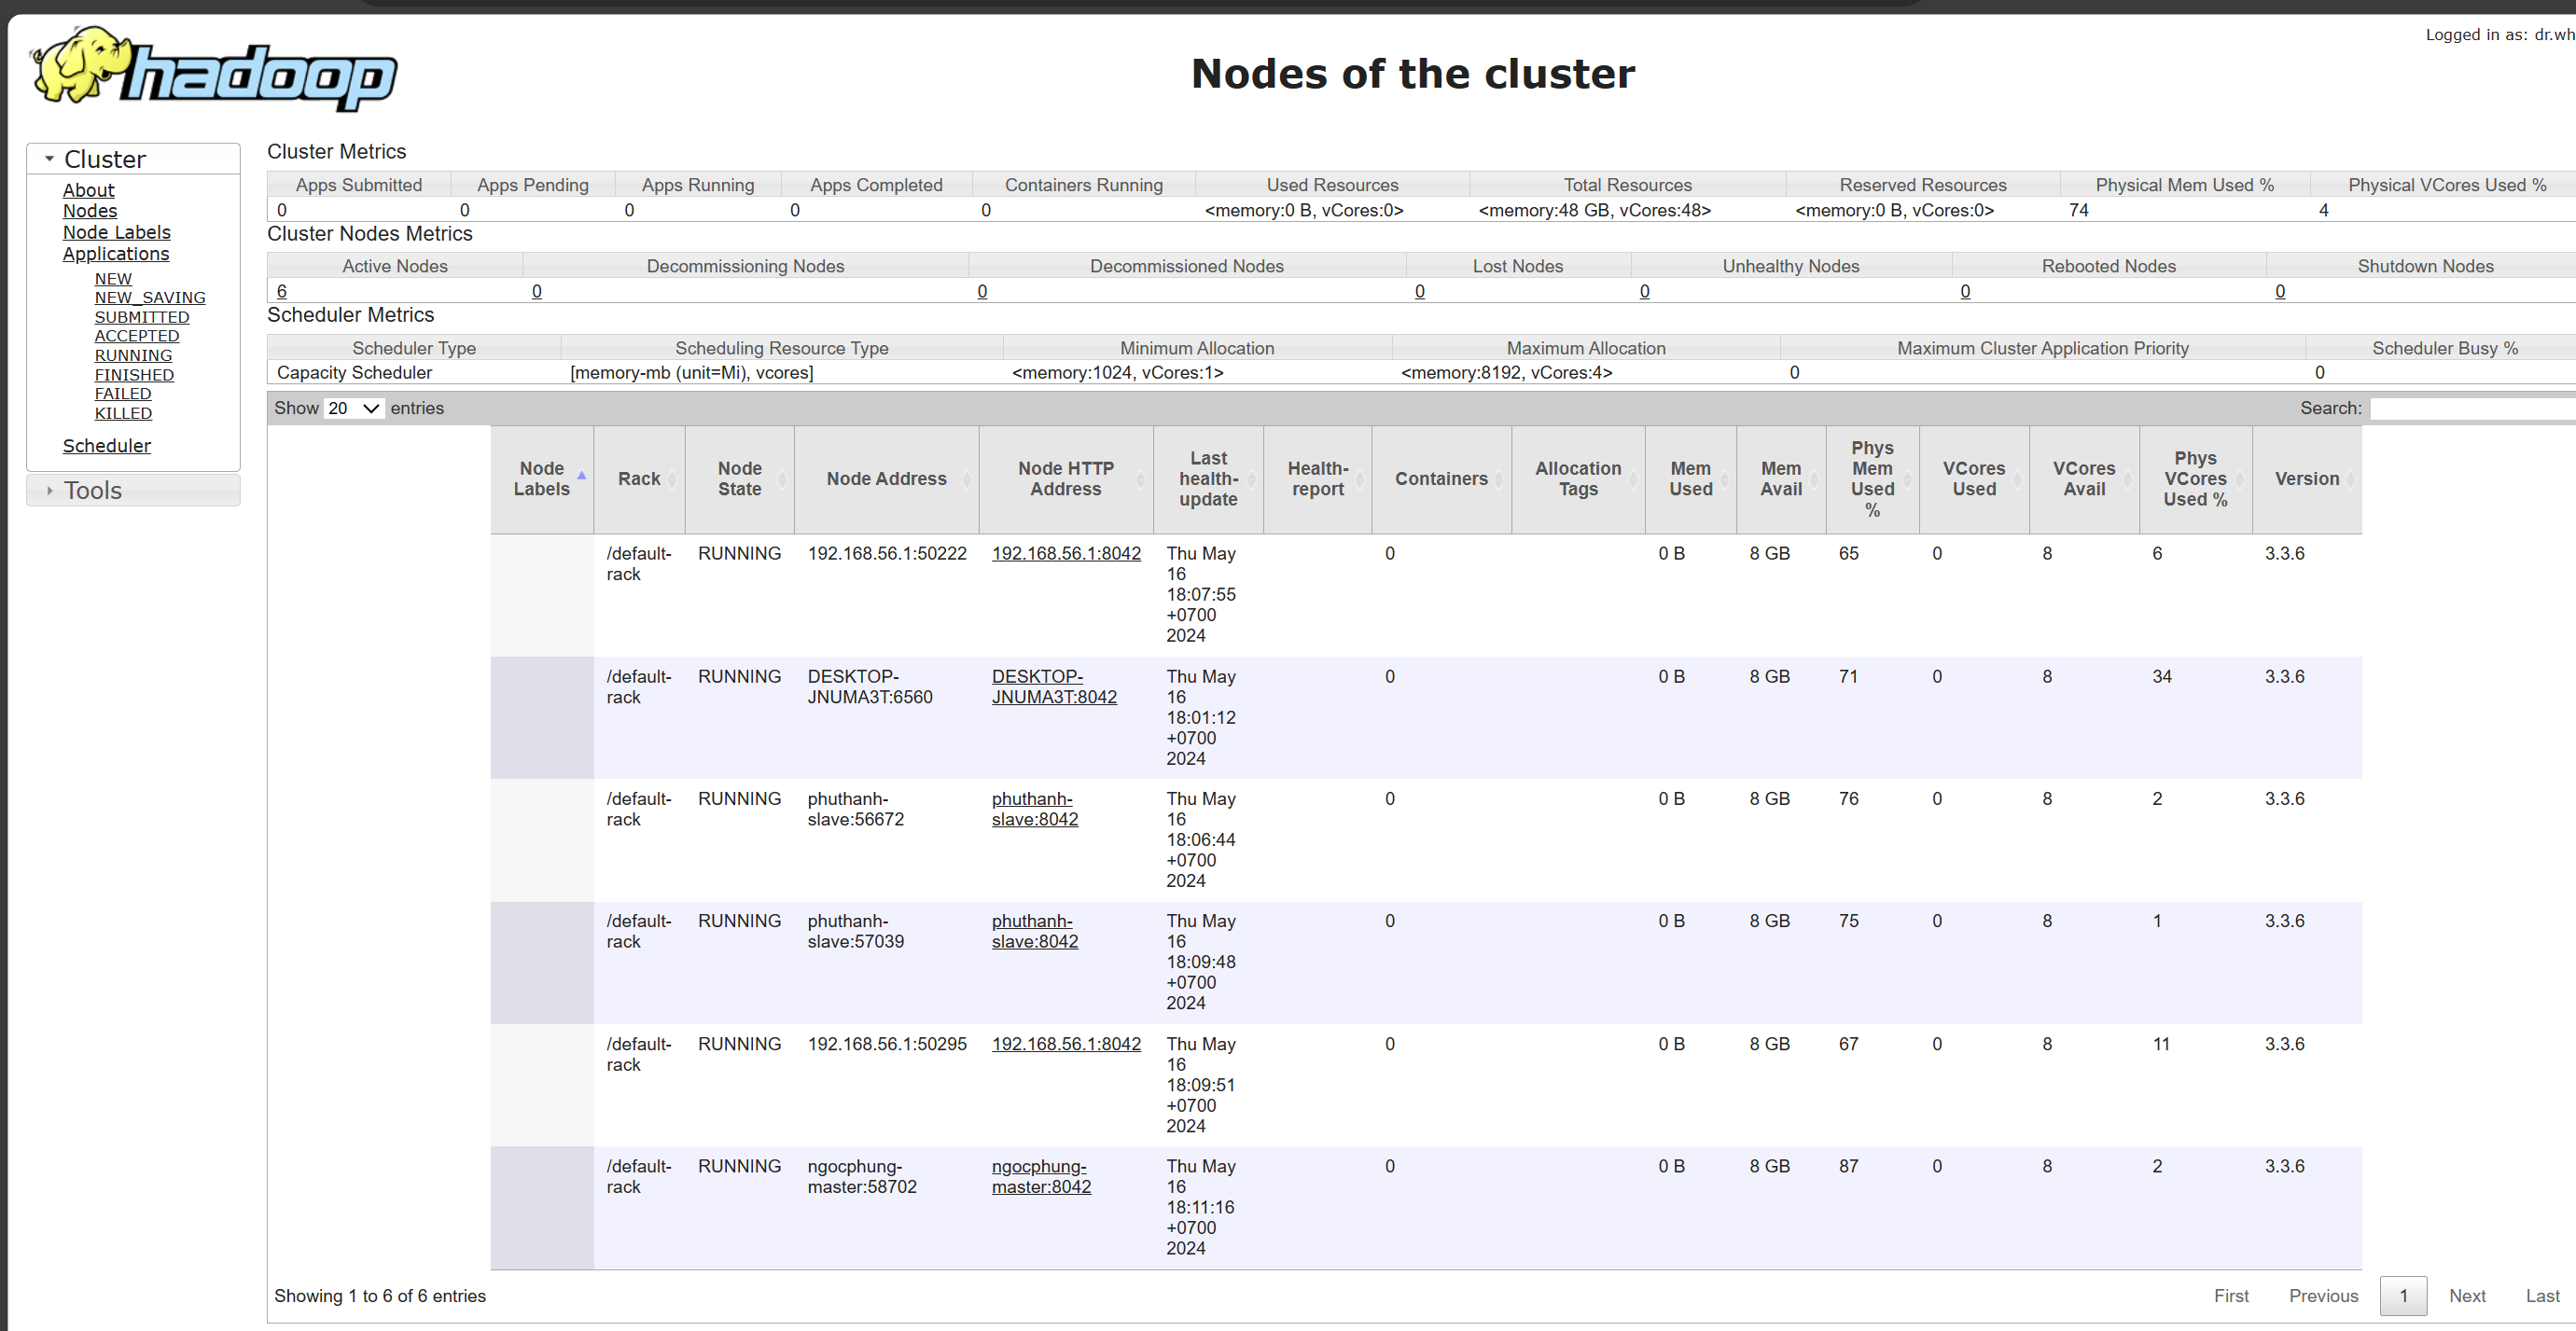 Logged in as: dr.wh
hadoop
Nodes of the cluster
Cluster
About
Nodes
Node Labels
Applications
NEW
NEW_SAVING
SUBMITTED
ACCEPTED
RUNNING
FINISHED
FAILED
KILLED
Scheduler
Tools
Cluster Metrics
Apps Submitted Apps Pending Apps Running Apps Completed Containers Running Used Resources Total Resources Reserved Resources Physical Mem Used % Physical VCores Used %
0 0 0 0 0 <memory:0 B, vCores:0> <memory:48 GB, vCores:48> <memory:0 B, vCores:0> 74 4
Cluster Nodes Metrics
Active Nodes Decommissioning Nodes Decommissioned Nodes Lost Nodes Unhealthy Nodes Rebooted Nodes Shutdown Nodes
6 0 0 0 0 0 0
Scheduler Metrics
Scheduler Type Scheduling Resource Type Minimum Allocation Maximum Allocation Maximum Cluster Application Priority Scheduler Busy %
Capacity Scheduler [memory-mb (unit=Mi), vcores] <memory:1024, vCores:1> <memory:8192, vCores:4> 0 0
Show 20 entries Search:
Node Labels Rack Node State Node Address Node HTTP Address Last health-update Health-report Containers Allocation Tags Mem Used Mem Avail Phys Mem Used % VCores Used VCores Avail Phys VCores Used % Version
/default-rack RUNNING 192.168.56.1:50222 192.168.56.1:8042 Thu May 16 18:07:55 +0700 2024 0 0 B 8 GB 65 0 8 6 3.3.6
/default-rack RUNNING DESKTOP-JNUMA3T:6560 DESKTOP-JNUMA3T:8042 Thu May 16 18:01:12 +0700 2024 0 0 B 8 GB 71 0 8 34 3.3.6
/default-rack RUNNING phuthanh-slave:56672 phuthanh-slave:8042 Thu May 16 18:06:44 +0700 2024 0 0 B 8 GB 76 0 8 2 3.3.6
/default-rack RUNNING phuthanh-slave:57039 phuthanh-slave:8042 Thu May 16 18:09:48 +0700 2024 0 0 B 8 GB 75 0 8 1 3.3.6
/default-rack RUNNING 192.168.56.1:50295 192.168.56.1:8042 Thu May 16 18:09:51 +0700 2024 0 0 B 8 GB 67 0 8 11 3.3.6
/default-rack RUNNING ngocphung-master:58702 ngocphung-master:8042 Thu May 16 18:11:16 +0700 2024 0 0 B 8 GB 87 0 8 2 3.3.6
Showing 1 to 6 of 6 entries First Previous 1 Next Last